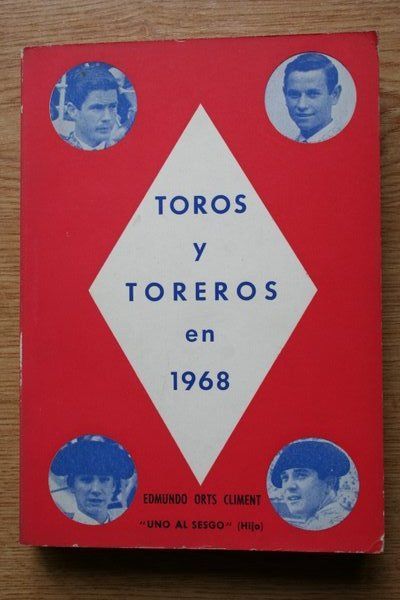 TOROS
y
TOREROS
en
1968
EDMUNDO ORTS CLIMENT
"UNO AL SESGO" (Hijo)